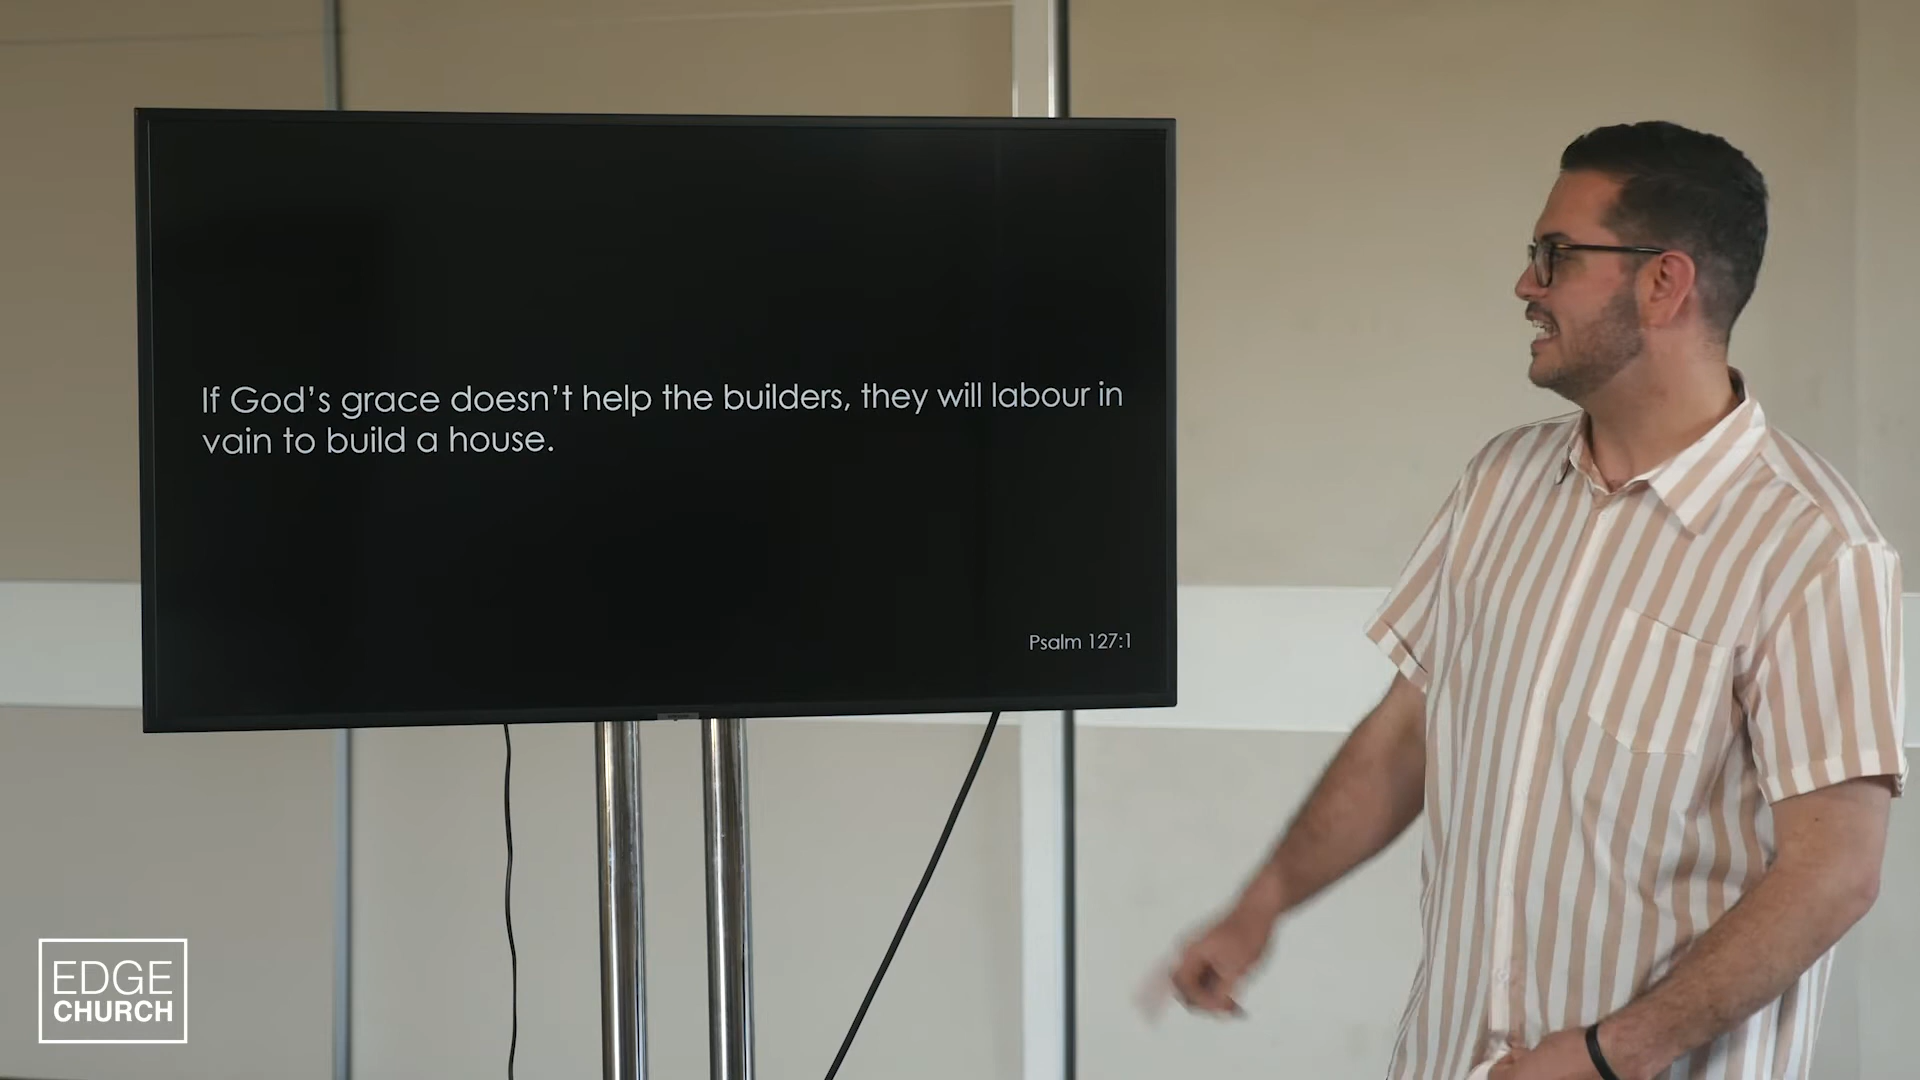 If God's grace doesn't help the builders, they will labour in
vain to build a house.
Psalm 127:1
EDGE
CHURCH